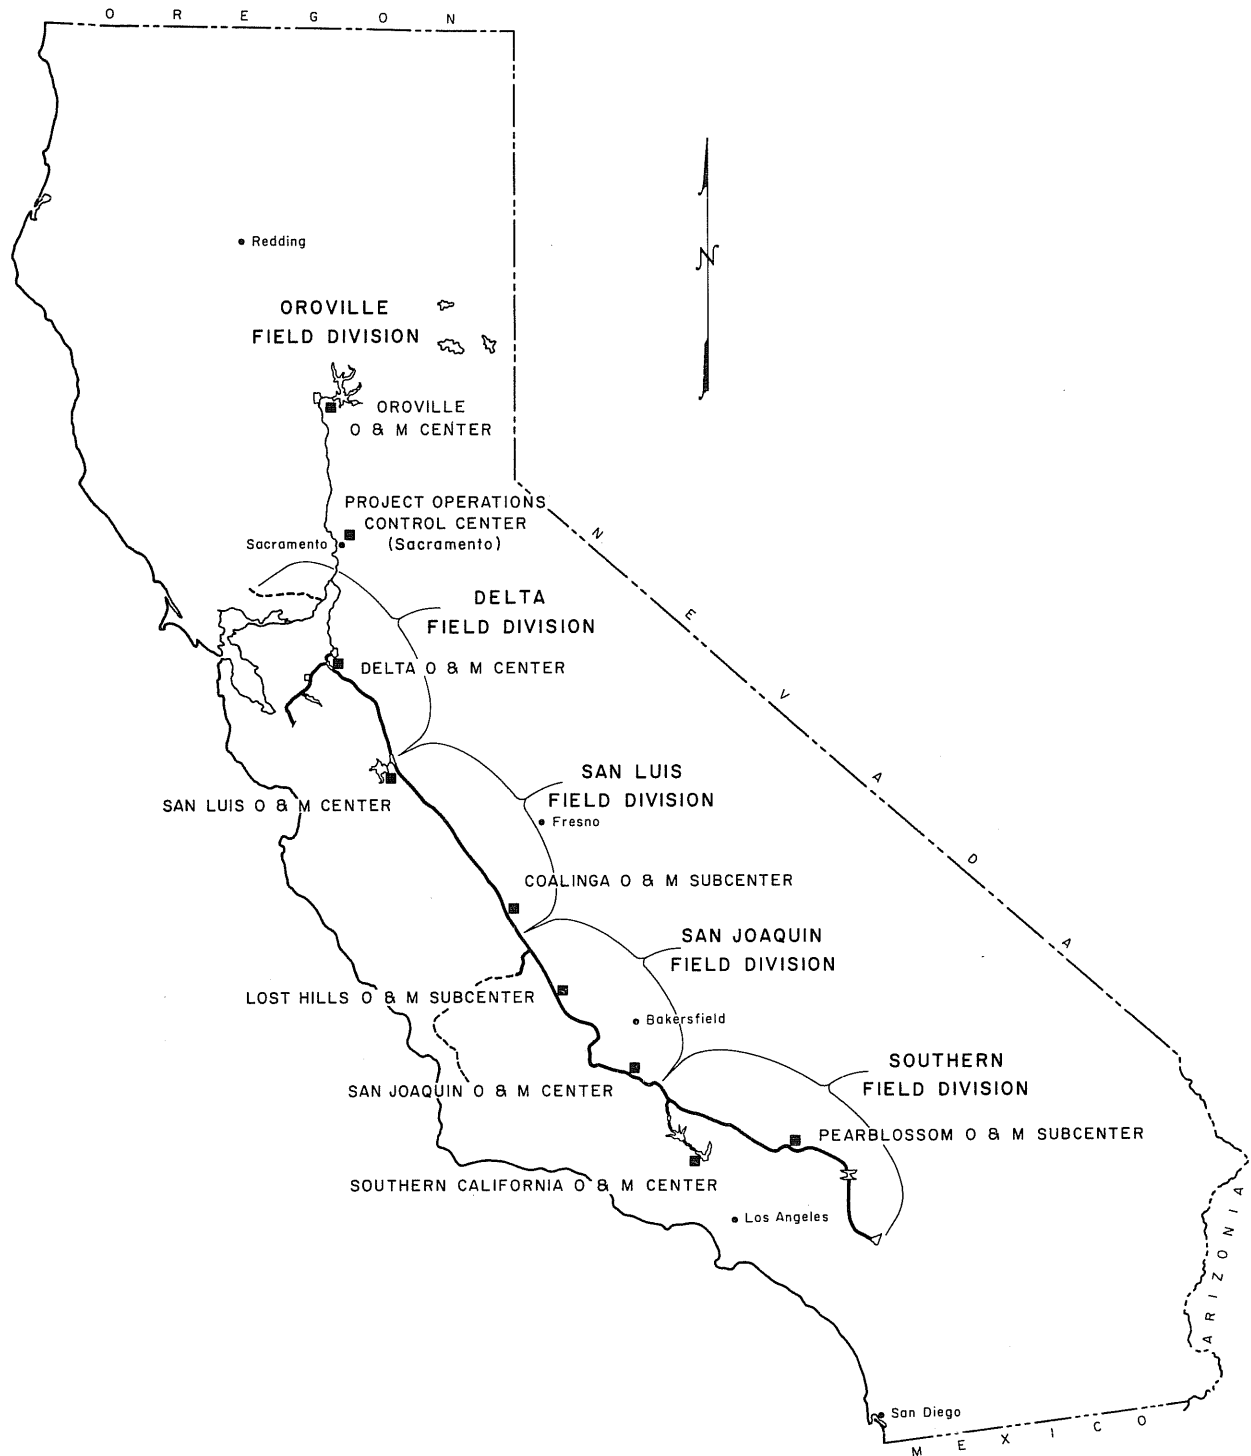 O R E G O N
Redding
OROVILLE
FIELD DIVISION
N
OROVILLE
O & M CENTER
PROJECT OPERATIONS
CONTROL CENTER
Sacramento
(Sacramento)
N E V A D A
DELTA
FIELD DIVISION
DELTA O & M CENTER
SAN LUIS
FIELD DIVISION
SAN LUIS O & M CENTER
Fresno
COALINGA O & M SUBCENTER
SAN JOAQUIN
FIELD DIVISION
LOST HILLS O & M SUBCENTER
Bakersfield
SOUTHERN
FIELD DIVISION
SAN JOAQUIN O & M CENTER
PEARBLOSSOM O & M SUBCENTER
SOUTHERN CALIFORNIA O & M CENTER
Los Angeles
ARIZONIA
San Diego
M E X I C O